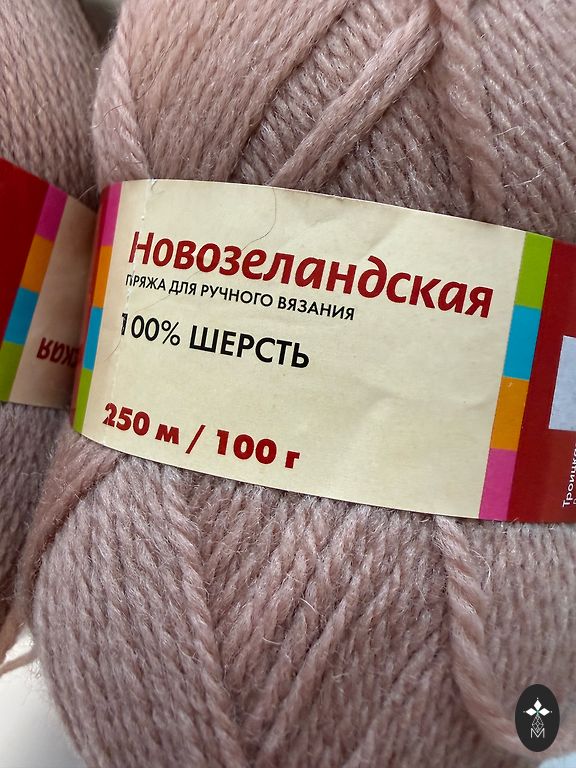 Новозеландская
ПРЯЖА ДЛЯ РУЧНОГО ВЯЗАНИЯ
100% ШЕРСТЬ
250 м / 100 г